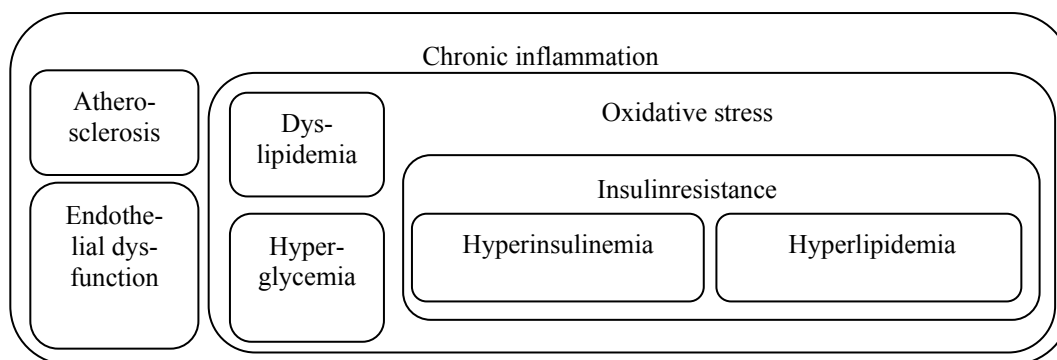 Chronic inflammation
Athero-
sclerosis
Endothe-
lial dys-
function
Oxidative stress
Dys-
lipidemia
Hyper-
glycemia
Insulinresistance
Hyperinsulinemia
Hyperlipidemia